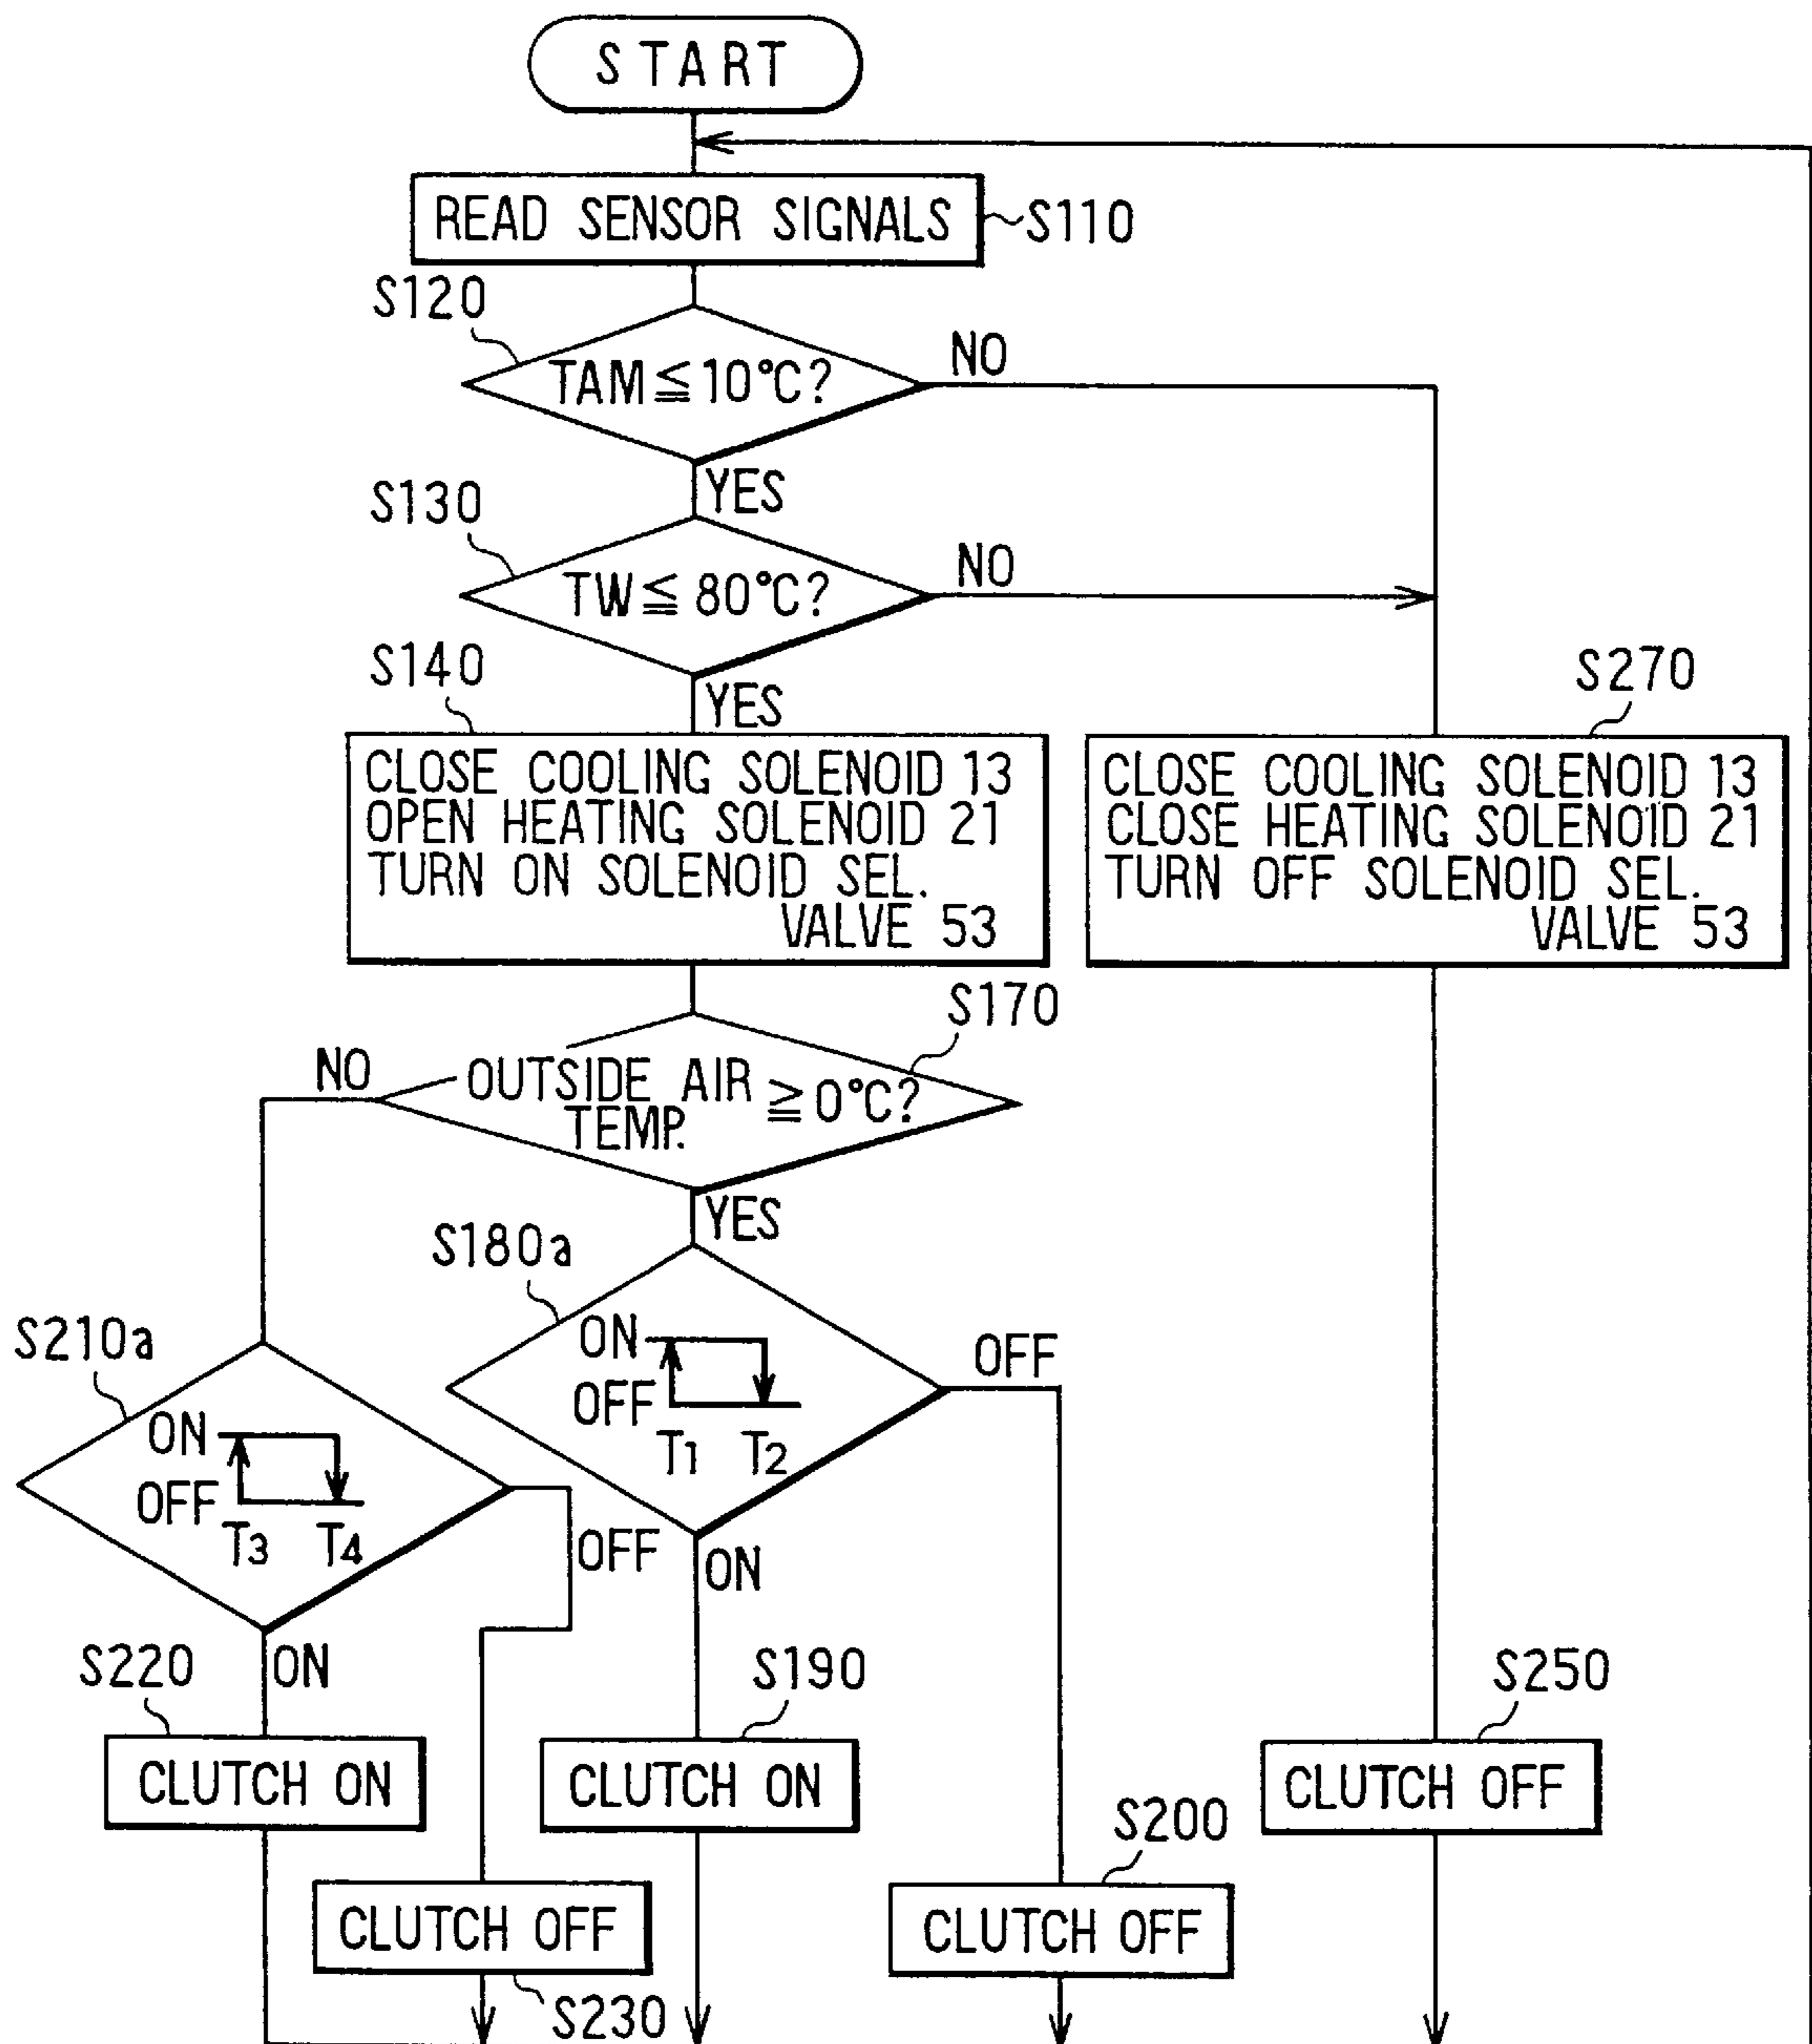 START
READ SENSOR SIGNALS
S110
S120
TAM≦10°C?
NO
YES
S130
TW≦80°C?
NO
YES
S140
CLOSE COOLING SOLENOID 13
OPEN HEATING SOLENOID 21
TURN ON SOLENOID SEL.
VALVE 53
S270
CLOSE COOLING SOLENOID 13
CLOSE HEATING SOLENOID 21
TURN OFF SOLENOID SEL.
VALVE 53
S170
OUTSIDE AIR
TEMP.
≧0°C?
NO
YES
S180a
ON
OFF
T1 T2
OFF
ON
S210a
ON
OFF
T3 T4
OFF
ON
S220
CLUTCH ON
S190
CLUTCH ON
S250
CLUTCH OFF
S200
CLUTCH OFF
CLUTCH OFF
S230